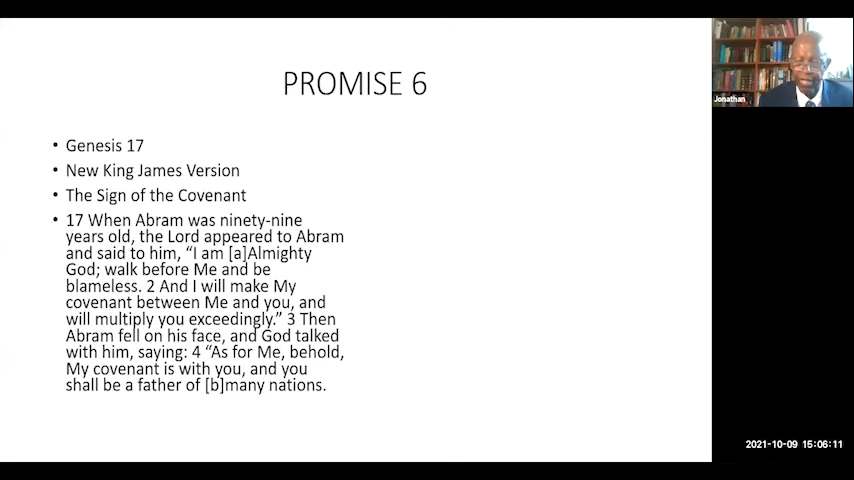 PROMISE 6
• Genesis 17
• New King James Version
• The Sign of the Covenant
• 17 When Abram was ninety-nine
years old, the Lord appeared to Abram
and said to him, “I am [a]Almighty
God; walk before Me and be
blameless. 2 And I will make My
covenant between Me and you, and
will multiply you exceedingly.” 3 Then
Abram fell on his face, and God talked
with him, saying: 4 “As for Me, behold,
My covenant is with you, and you
shall be a father of [b]many nations.
Jonathan
2021-10-09 15:06:11